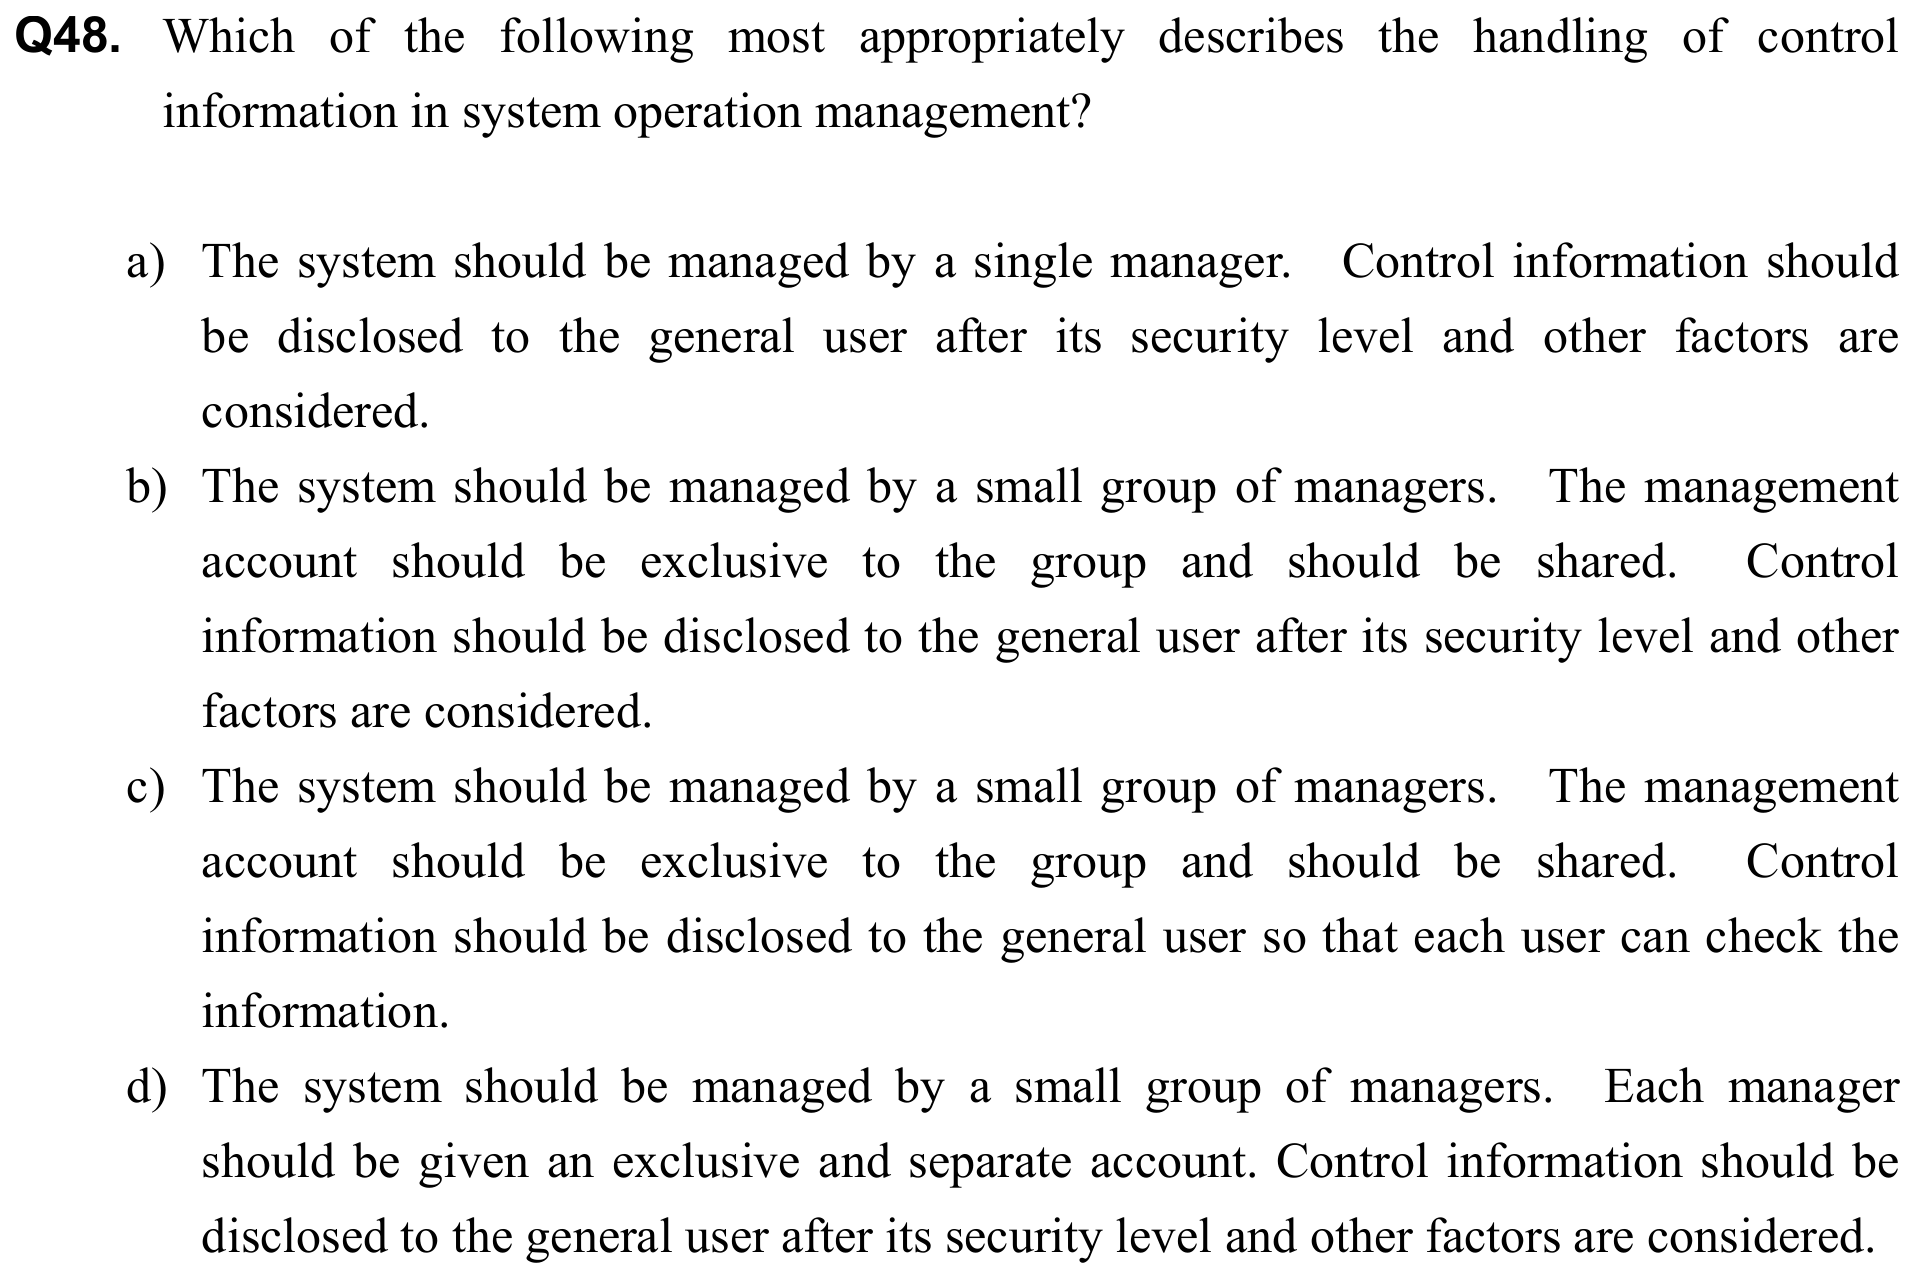 Q48. Which of the following most appropriately describes the handling of control
information in system operation management?
a) The system should be managed by a single manager. Control information should
be disclosed to the general user after its security level and other factors are
considered.
b) The system should be managed by a small group of managers. The management
account should be exclusive to the group and should be shared. Control
information should be disclosed to the general user after its security level and other
factors are considered.
c) The system should be managed by a small group of managers. The management
account should be exclusive to the group and should be shared. Control
information should be disclosed to the general user so that each user can check the
information.
d) The system should be managed by a small group of managers. Each manager
should be given an exclusive and separate account. Control information should be
disclosed to the general user after its security level and other factors are considered.